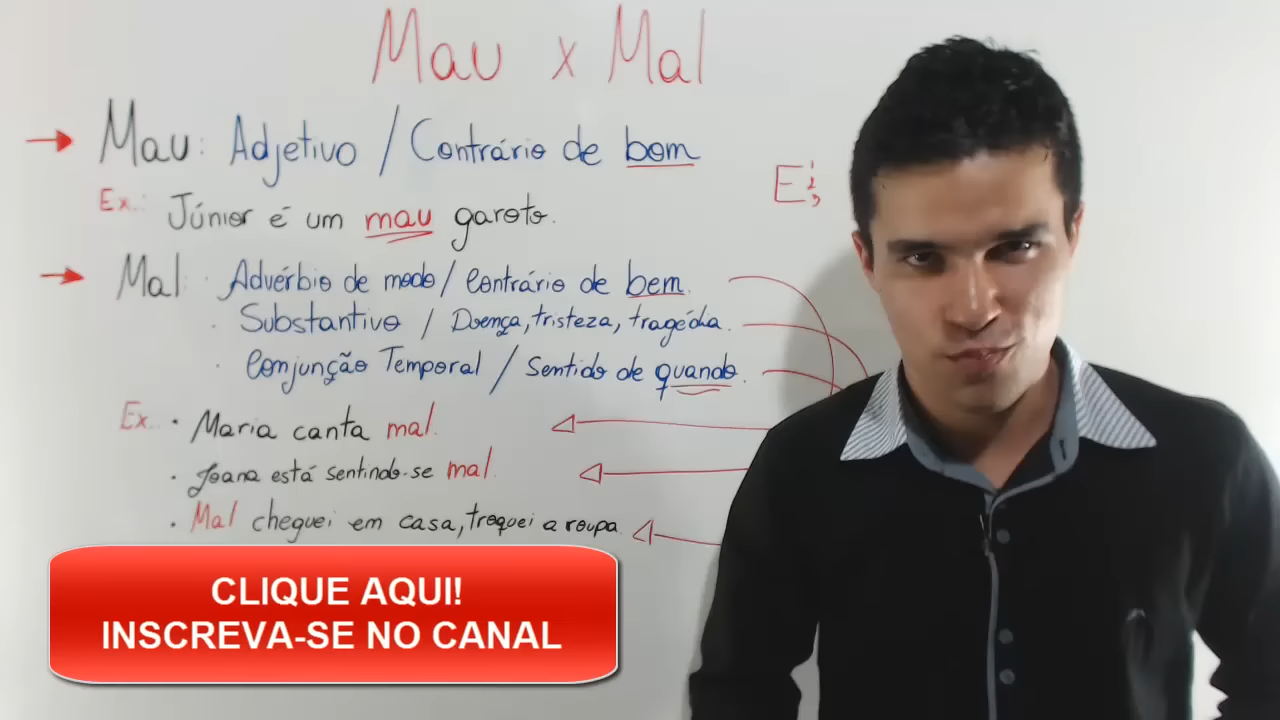 Mau x Mal
Mau: Adjetivo / Contrário de bom
Ex.: Júnior é um mau garoto.
Mal: · Advérbio de modo / Contrário de bem.
· Substantivo / Doença, tristeza, tragédia.
· Conjunção Temporal / Sentido de quando.
Ex.: · Maria canta mal.
· Joana está sentindo-se mal.
· Mal cheguei em casa, troquei a roupa
CLIQUE AQUI!
INSCREVA-SE NO CANAL